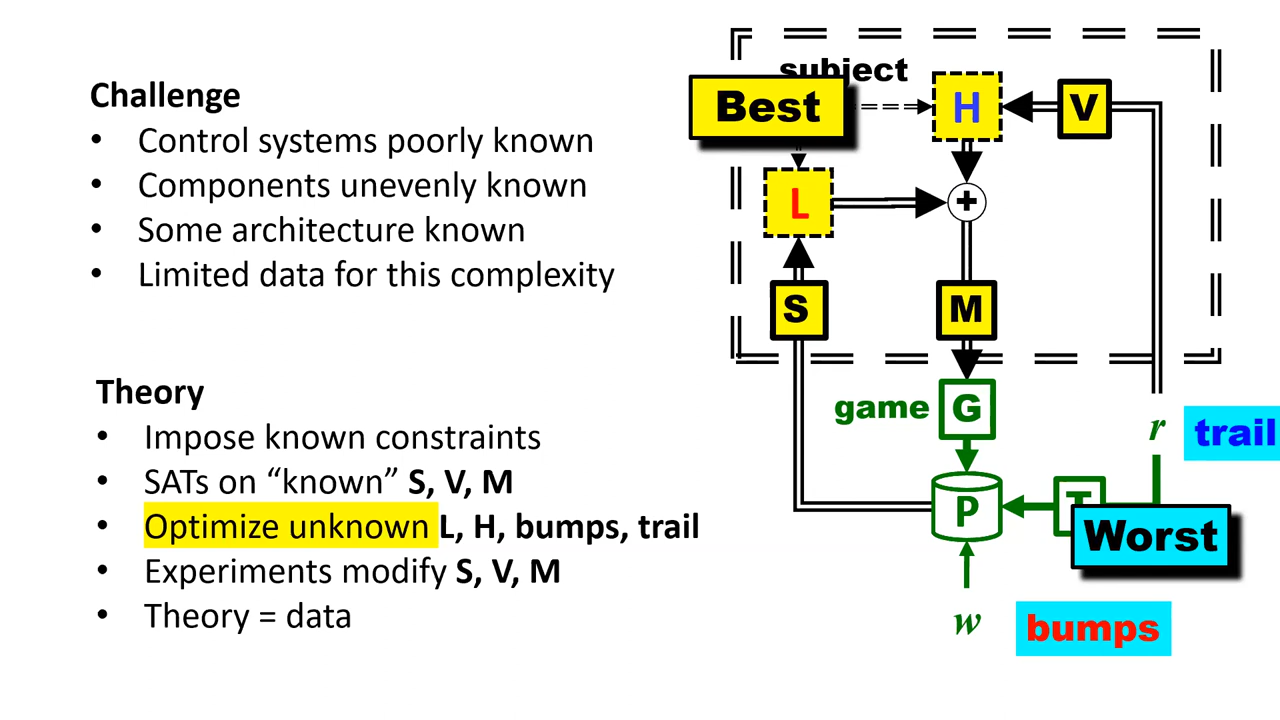 Challenge
• Control systems poorly known
• Components unevenly known
• Some architecture known
• Limited data for this complexity
Theory
• Impose known constraints
• SATs on “known” S, V, M
• Optimize unknown L, H, bumps, trail
• Experiments modify S, V, M
• Theory = data
subject
Best
H
V
L
+
S
M
game
G
r
trail
P
T
Worst
w
bumps